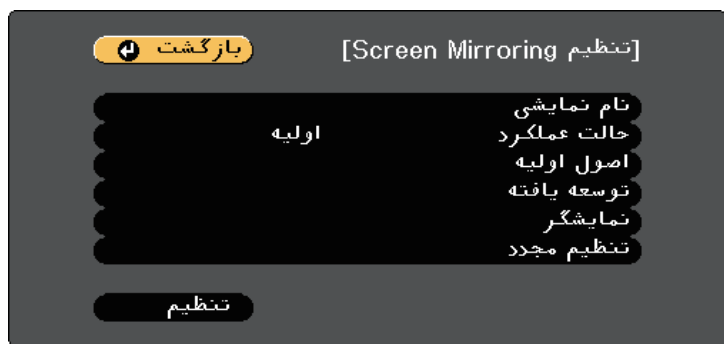 [تنظیم Screen Mirroring]
بازگشت
نام نمایشی
حالت عملکرد اولیه
اصول اولیه
توسعه یافته
نمایشگر
تنظیم مجدد
تنظیم